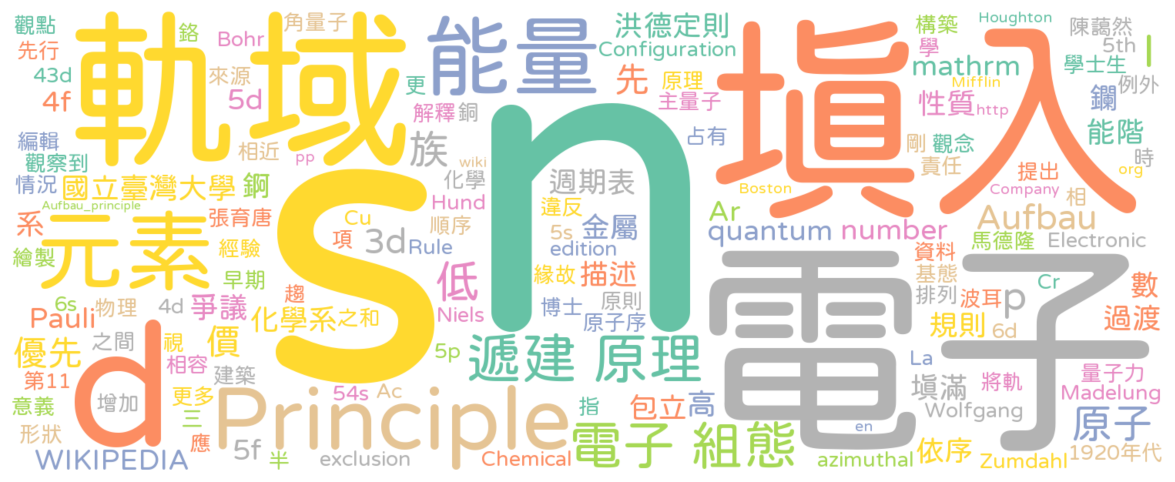 觀點
鉻
角量子
Bohr
先行
43d
來源
4f
5d
軌域
能量
更
洪德定則
Configuration
先
原理
主量子
解釋
銅
族
相近
pp
wiki
化學
編輯
觀察到
情況
國立臺灣大學
鋼
Aufbau_principle
系
張育唐
元素
繪製
經驗
早期
s
n
Cu
項
3d
Rule
順序
Hund
低
Niels
填入
電子
構築
學
Houghton
陳藹然
5th
l
mathrm
Mifflin
學士生
例外
性質
http
鑭
能階
占有
剛
觀念
責任
時
提出
Company
org
相
Boston
週期表
違反
5s
金屬
edition
Ar
quantum
number
Aufbau
馬德隆
Electronic
資料
基態
排列
波耳
Cr
數
p
過渡
規則
6d
緣故
描述
博士
原則
原子序
6s
物理
4d
爭議
趨
Pauli
化學系
之和
d
優先
之間
視
價
相容
第11
54s
Ac
5p
遞建
原理
La
填滿
將軌
量子力
Madelung
意義
增加
更多
建築
Principle
指
包立
高
Wolfgang
en
原子
形狀
三
應
5f
半
WIKIPEDIA
exclusion
Chemical
電子
組態
azimuthal
依序
Zumdahl
1920年代